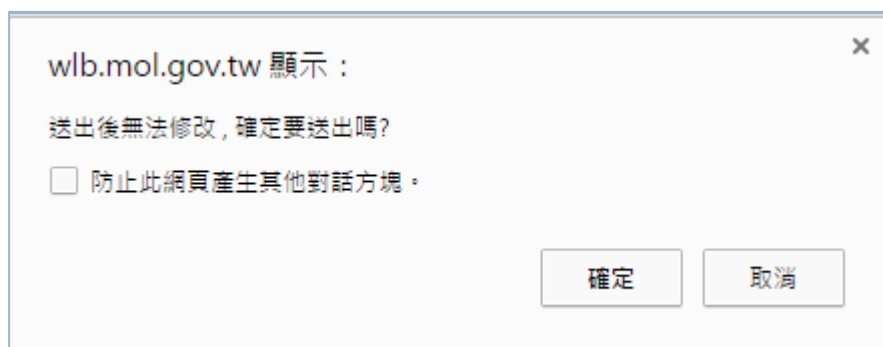 wlb.mol.gov.tw 顯示：
送出後無法修改，確定要送出嗎?
防止此網頁產生其他對話方塊。
確定
取消